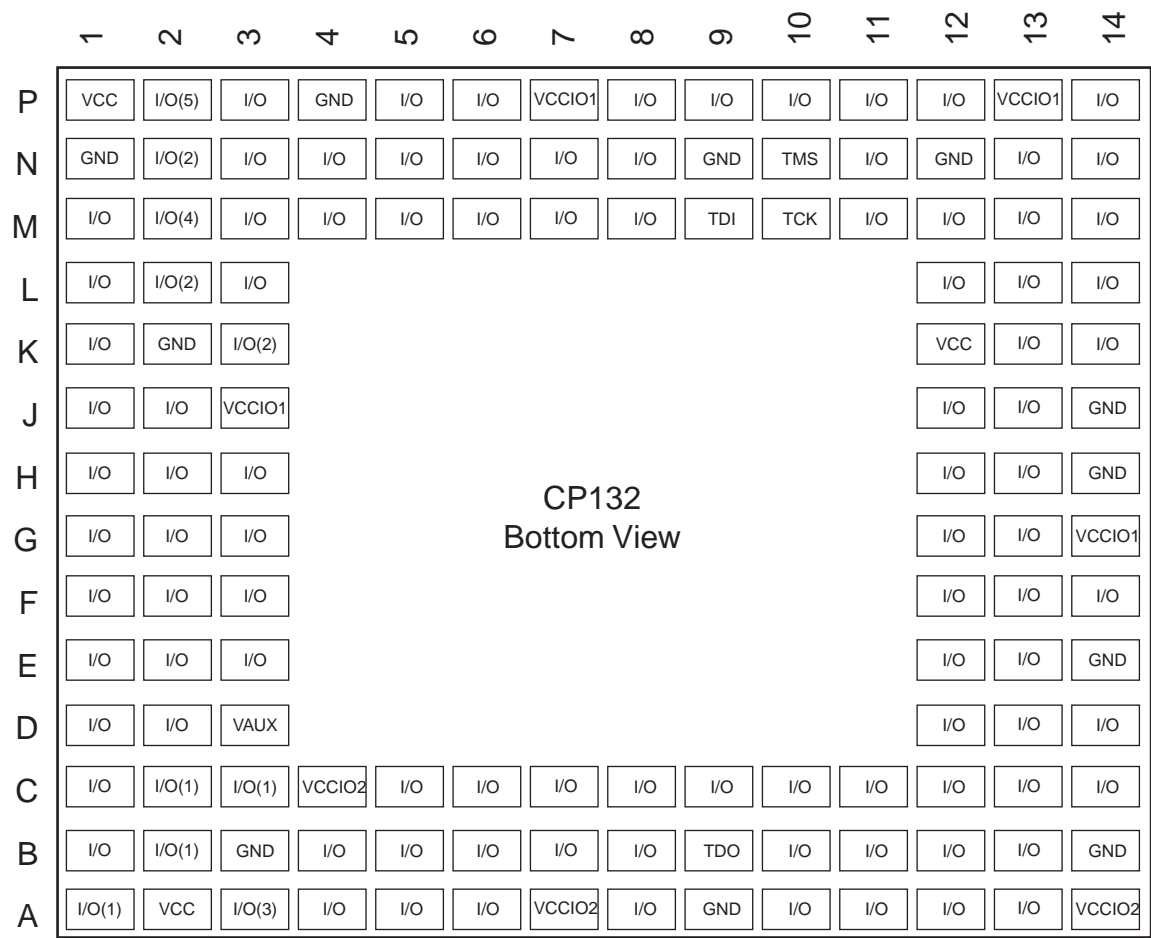 1 2 3 4 5 6 7 8 9 10 11 12 13 14
P VCC I/O(5) I/O GND I/O I/O VCCIO1 I/O I/O I/O I/O I/O VCCIO1 I/O
N GND I/O(2) I/O I/O I/O I/O I/O I/O GND TMS I/O GND I/O I/O
M I/O I/O(4) I/O I/O I/O I/O I/O I/O TDI TCK I/O I/O I/O I/O
L I/O I/O(2) I/O I/O I/O I/O
K I/O GND I/O(2) VCC I/O I/O
J I/O I/O VCCIO1 I/O I/O GND
H I/O I/O I/O I/O I/O GND
CP132
G I/O I/O I/O I/O I/O VCCIO1
Bottom View
F I/O I/O I/O I/O I/O I/O
E I/O I/O I/O I/O I/O GND
D I/O I/O VAUX I/O I/O I/O
C I/O I/O(1) I/O(1) VCCIO2 I/O I/O I/O I/O I/O I/O I/O I/O I/O I/O
B I/O I/O(1) GND I/O I/O I/O I/O I/O TDO I/O I/O I/O I/O GND
A I/O(1) VCC I/O(3) I/O I/O I/O VCCIO2 I/O GND I/O I/O I/O I/O VCCIO2